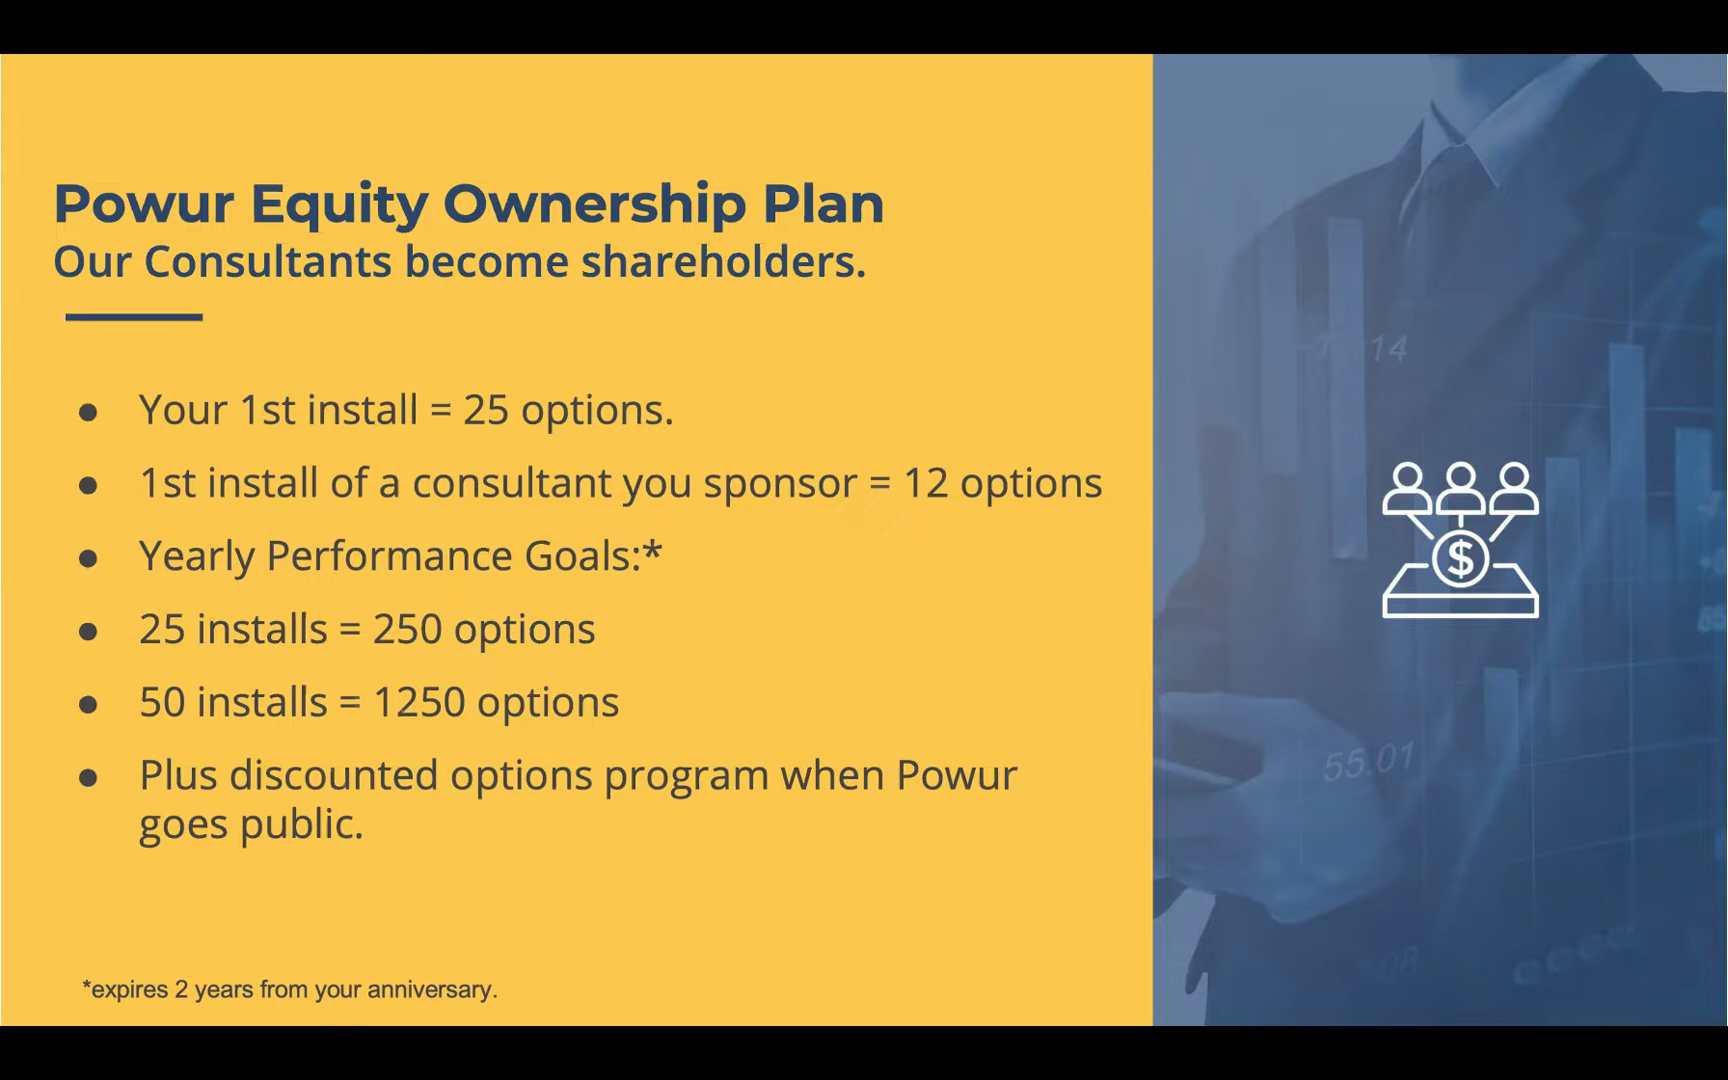 Powur Equity Ownership Plan
Our Consultants become shareholders.
● Your 1st install = 25 options.
● 1st install of a consultant you sponsor = 12 options
● Yearly Performance Goals:*
● 25 installs = 250 options
● 50 installs = 1250 options
● Plus discounted options program when Powur
goes public.
*expires 2 years from your anniversary.
14
$
55.01
08